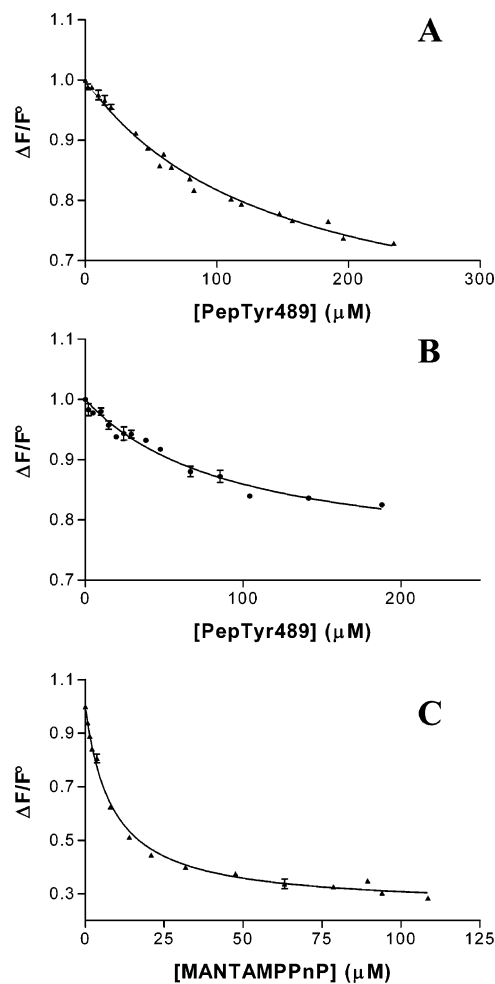 A
1.1
1.0
0.9
0.8
0.7
ΔF/F°
0 100 200 300
[PepTyr489] (μM)
B
1.1
1.0
0.9
0.8
0.7
ΔF/F°
0 100 200
[PepTyr489] (μM)
C
1.1
0.9
0.7
0.5
0.3
ΔF/F°
0 25 50 75 100 125
[MANTAMPPnP] (μM)